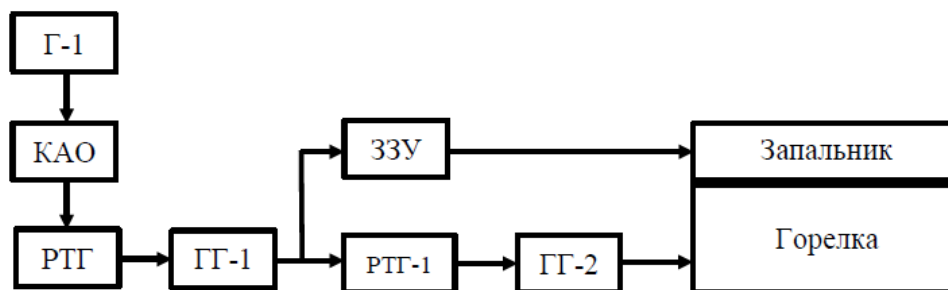 Г-1
КАО
ЗЗУ
Запальник
РТГ
ГГ-1
РТГ-1
ГГ-2
Горелка